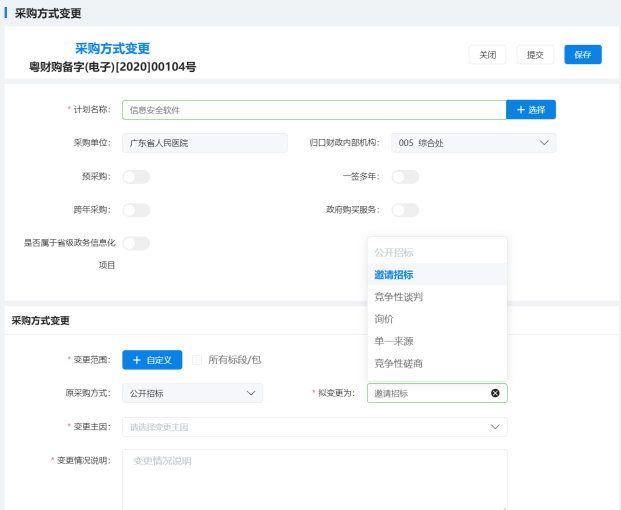 采购方式变更
采购方式变更
粤财购备字(电子)[2020]00104号
关闭
提交
保存
* 计划名称:
信息安全软件
+ 选择
采购单位:
广东省人民医院
归口财政内部机构:
005 综合处
预采购:
一签多年:
跨年采购:
政府购买服务:
是否属于省级政务信息化
项目
公开招标
邀请招标
竞争性谈判
询价
单一来源
竞争性磋商
采购方式变更
* 变更范围:
+ 自定义
所有标段/包
原采购方式:
公开招标
* 拟变更为:
邀请招标
* 变更主因:
请选择变更主因
* 变更情况说明:
变更情况说明